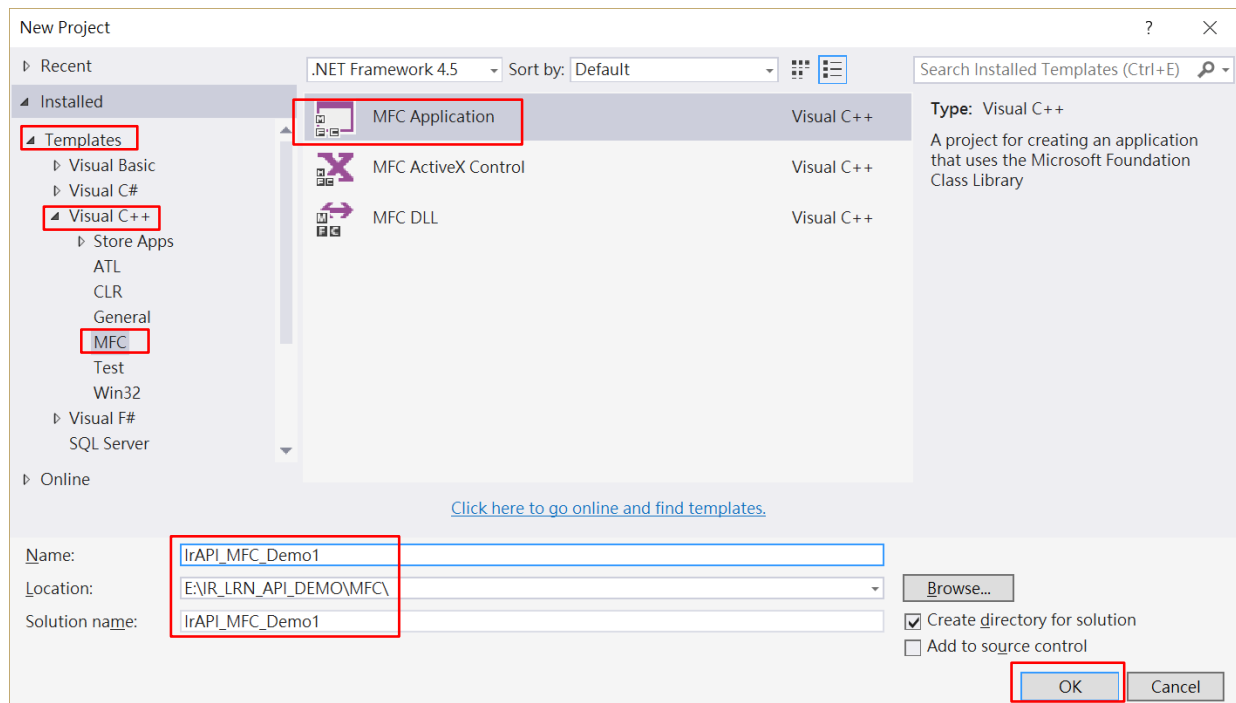 New Project
?
Recent
.NET Framework 4.5
Sort by:
Default
Search Installed Templates (Ctrl+E)
Installed
Templates
Visual Basic
Visual C#
Visual C++
Store Apps
ATL
CLR
General
MFC
Test
Win32
Visual F#
SQL Server
Online
MFC Application Visual C++
MFC ActiveX Control Visual C++
MFC DLL Visual C++
Type: Visual C++
A project for creating an application
that uses the Microsoft Foundation
Class Library
Click here to go online and find templates.
Name: IrAPI_MFC_Demo1
Location: E:\IR_LRN_API_DEMO\MFC\
Browse...
Solution name: IrAPI_MFC_Demo1
Create directory for solution
Add to source control
OK
Cancel